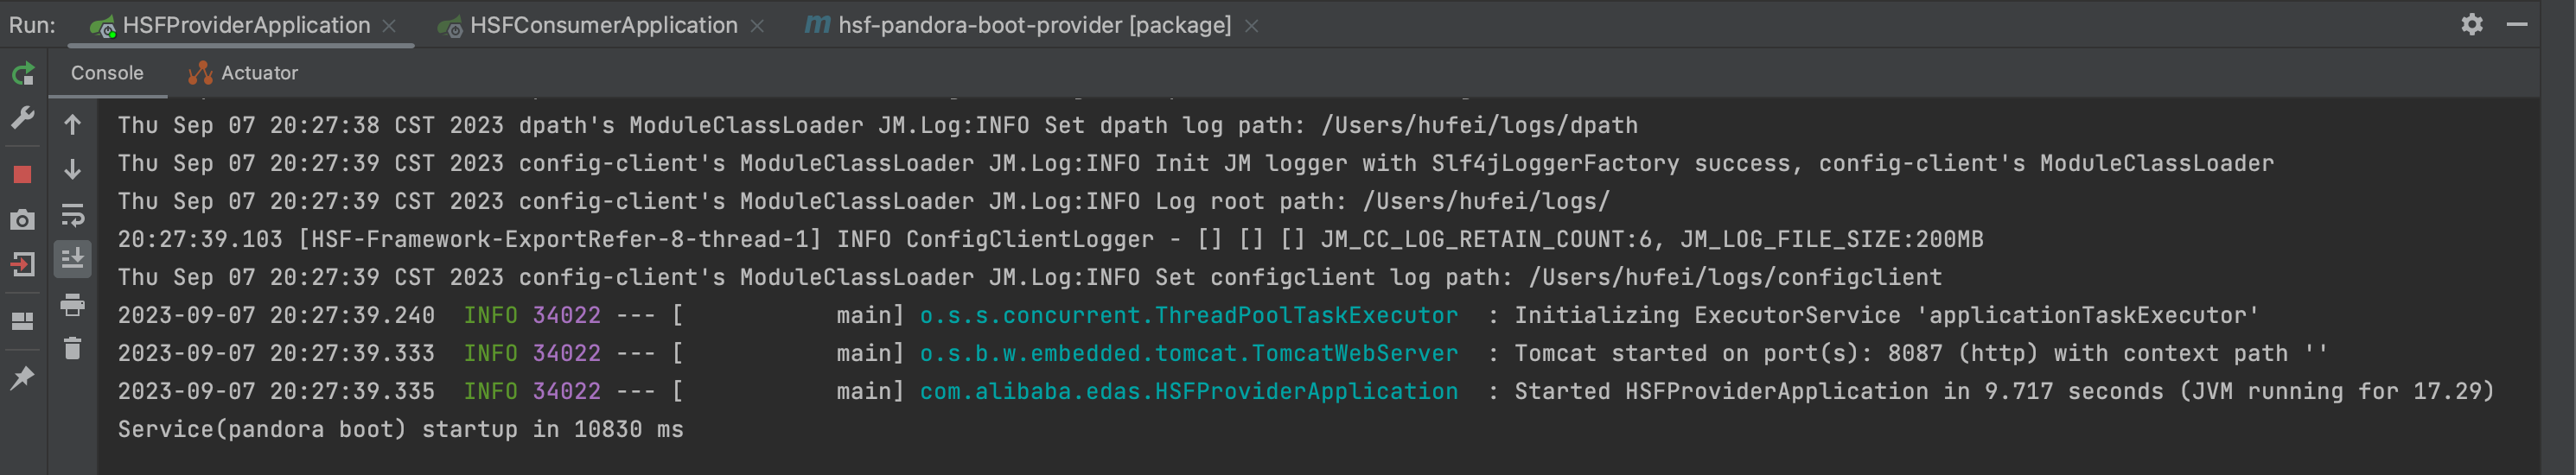 Run: HSFProviderApplication HSFConsumerApplication m hsf-pandora-boot-provider [package]
Console Actuator
Thu Sep 07 20:27:38 CST 2023 dpath's ModuleClassLoader JM.Log:INFO Set dpath log path: /Users/hufei/logs/dpath
Thu Sep 07 20:27:39 CST 2023 config-client's ModuleClassLoader JM.Log:INFO Init JM logger with Slf4jLoggerFactory success, config-client's ModuleClassLoader
Thu Sep 07 20:27:39 CST 2023 config-client's ModuleClassLoader JM.Log:INFO Log root path: /Users/hufei/logs/
20:27:39.103 [HSF-Framework-ExportRefer-8-thread-1] INFO ConfigClientLogger - [] [] [] JM_CC_LOG_RETAIN_COUNT:6, JM_LOG_FILE_SIZE:200MB
Thu Sep 07 20:27:39 CST 2023 config-client's ModuleClassLoader JM.Log:INFO Set configclient log path: /Users/hufei/logs/configclient
2023-09-07 20:27:39.240  INFO 34022 --- [           main] o.s.s.concurrent.ThreadPoolTaskExecutor  : Initializing ExecutorService 'applicationTaskExecutor'
2023-09-07 20:27:39.333  INFO 34022 --- [           main] o.s.b.w.embedded.tomcat.TomcatWebServer  : Tomcat started on port(s): 8087 (http) with context path ''
2023-09-07 20:27:39.335  INFO 34022 --- [           main] com.alibaba.edas.HSFProviderApplication  : Started HSFProviderApplication in 9.717 seconds (JVM running for 17.29)
Service(pandora boot) startup in 10830 ms